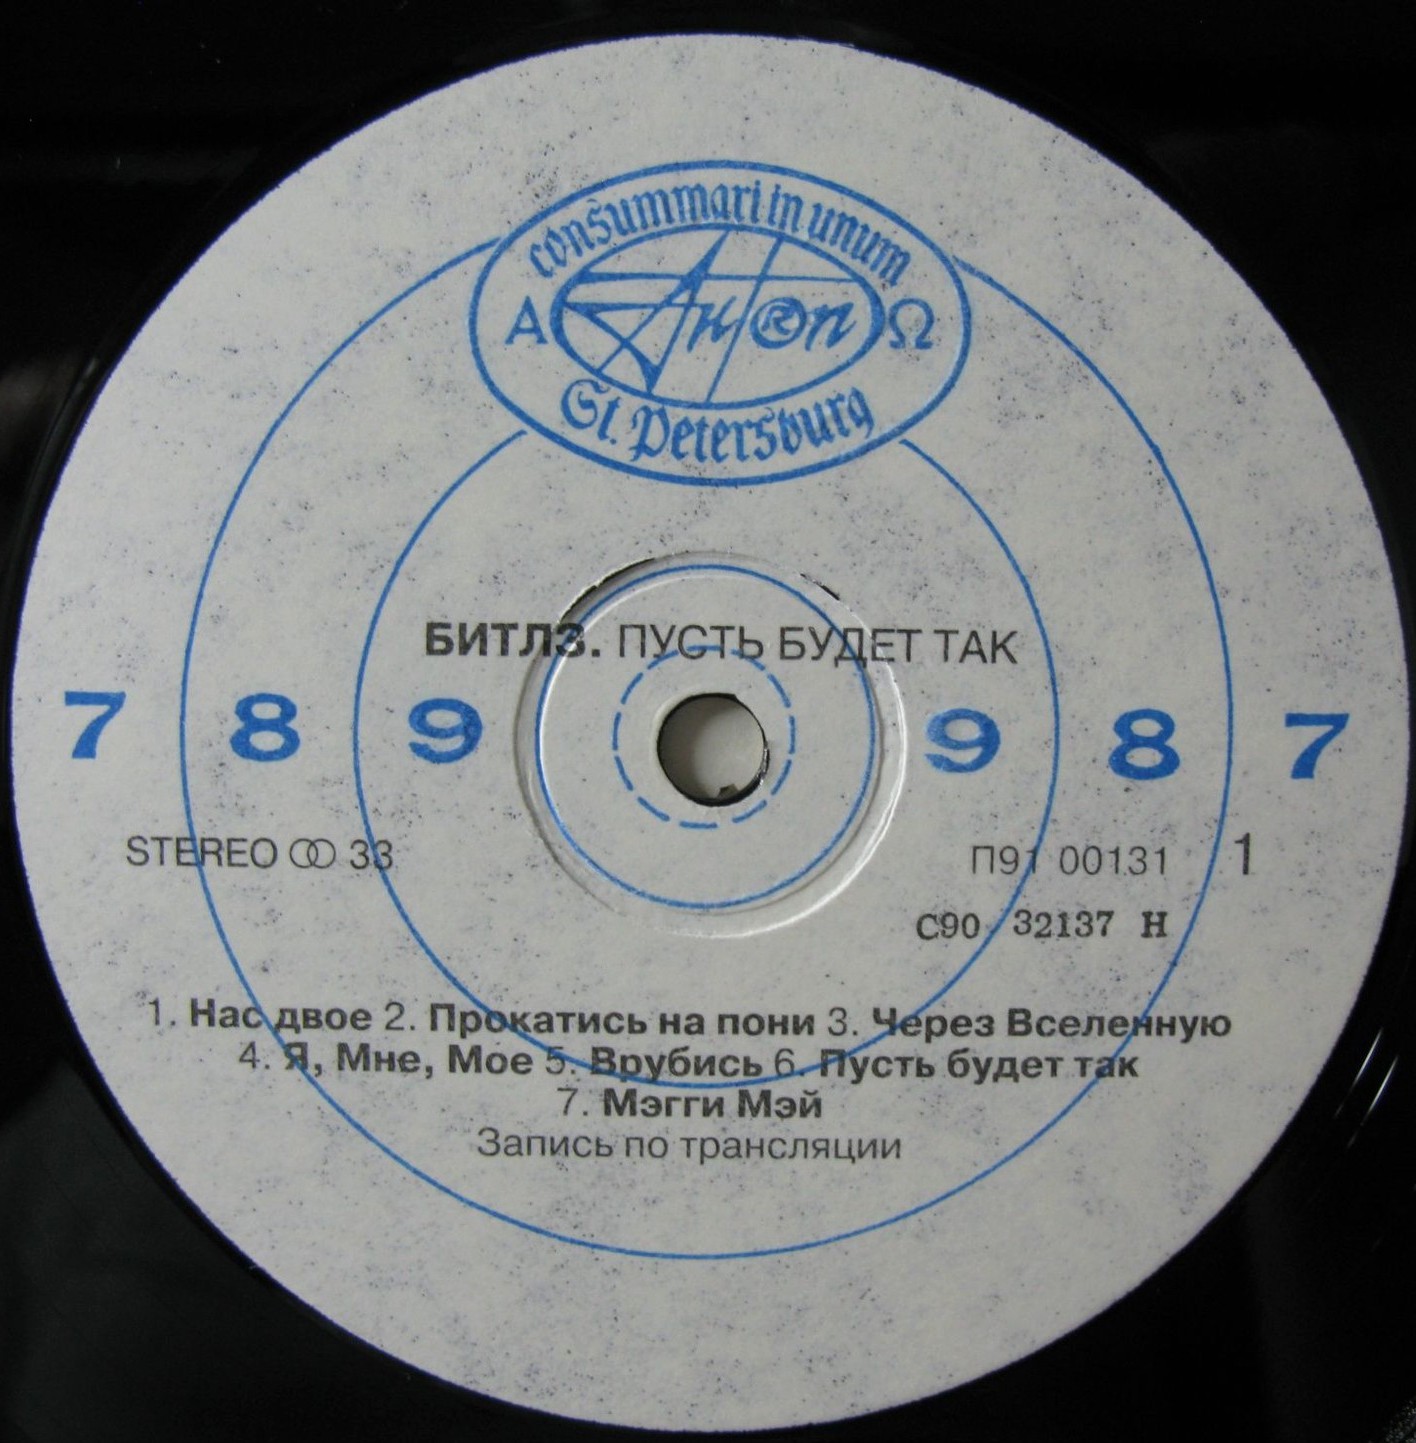 consummari in unum
Α АнтRоп Ω
St. Petersburg
БИТЛЗ. ПУСТЬ БУДЕТ ТАК
7 8 9 9 8 7
STEREO 33 П91 00131 1
С90 32137 Н
1. Нас двое 2. Прокатись на пони 3. Через Вселенную
4. Я, Мне, Мое 5. Врубись 6. Пусть будет так
7. Мэгги Мэй
Запись по трансляции